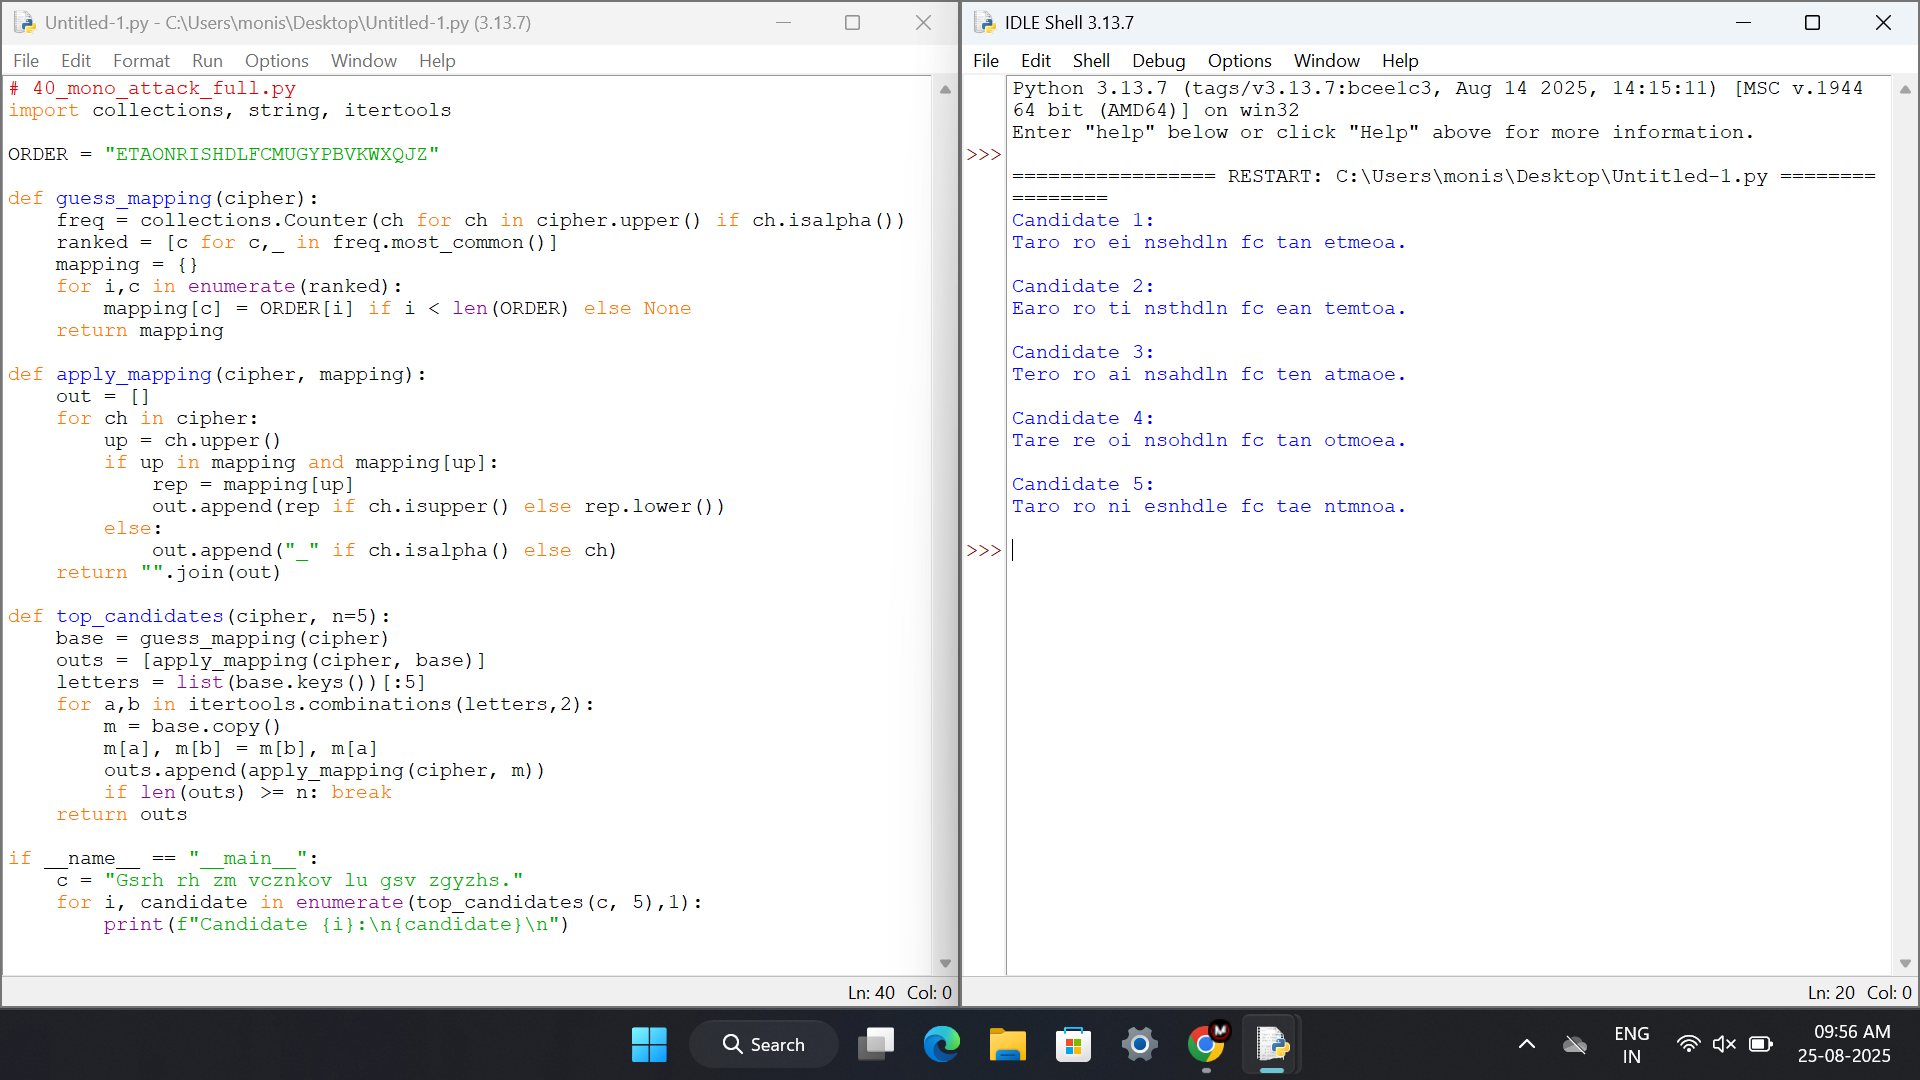 Untitled-1.py - C:\Users\monis\Desktop\Untitled-1.py (3.13.7)
File Edit Format Run Options Window Help
# 40_mono_attack_full.py
import collections, string, itertools

ORDER = "ETAONRISHDLFCMUGYPBVKWXQJZ"

def guess_mapping(cipher):
    freq = collections.Counter(ch for ch in cipher.upper() if ch.isalpha())
    ranked = [c for c,_ in freq.most_common()]
    mapping = {}
    for i,c in enumerate(ranked):
        mapping[c] = ORDER[i] if i < len(ORDER) else None
    return mapping

def apply_mapping(cipher, mapping):
    out = []
    for ch in cipher:
        up = ch.upper()
        if up in mapping and mapping[up]:
            rep = mapping[up]
            out.append(rep if ch.isupper() else rep.lower())
        else:
            out.append("_" if ch.isalpha() else ch)
    return "".join(out)

def top_candidates(cipher, n=5):
    base = guess_mapping(cipher)
    outs = [apply_mapping(cipher, base)]
    letters = list(base.keys())[:5]
    for a,b in itertools.combinations(letters,2):
        m = base.copy()
        m[a], m[b] = m[b], m[a]
        outs.append(apply_mapping(cipher, m))
        if len(outs) >= n: break
    return outs

if __name__ == "__main__":
    c = "Gsrh rh zm vcznkov lu gsv zgyzhs."
    for i, candidate in enumerate(top_candidates(c, 5),1):
        print(f"Candidate {i}:\n{candidate}\n")
Ln: 40 Col: 0
IDLE Shell 3.13.7
File Edit Shell Debug Options Window Help
Python 3.13.7 (tags/v3.13.7:bcee1c3, Aug 14 2025, 14:15:11) [MSC v.1944
64 bit (AMD64)] on win32
Enter "help" below or click "Help" above for more information.
>>>
================= RESTART: C:\Users\monis\Desktop\Untitled-1.py ========
========
Candidate 1:
Taro ro ei nsehdln fc tan etmeoa.

Candidate 2:
Earo ro ti nsthdln fc ean temtoa.

Candidate 3:
Tero ro ai nsahdln fc ten atmaoe.

Candidate 4:
Tare re oi nsohdln fc tan otmoea.

Candidate 5:
Taro ro ni esnhdle fc tae ntmnoa.

>>>
Ln: 20 Col: 0
Search
M
ENG
IN
09:56 AM
25-08-2025